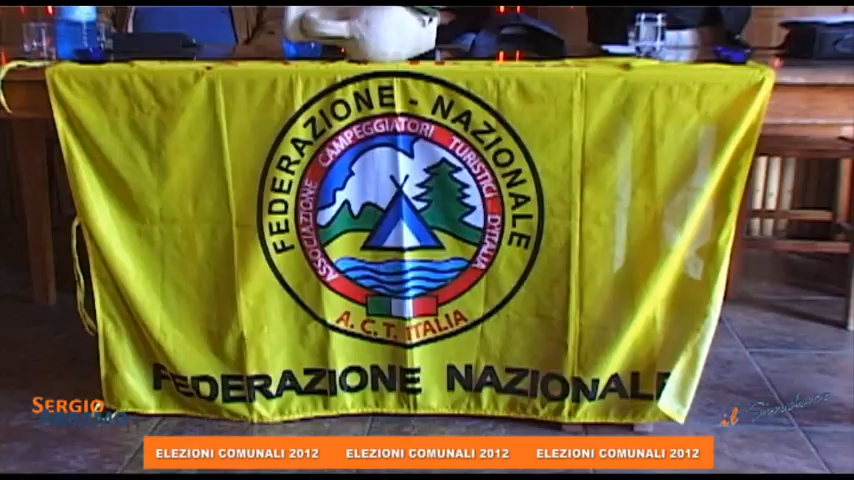 FEDERAZIONE - NAZIONALE
ASSOCIAZIONE CAMPEGGIATORI TURISTICI D'ITALIA
A. C. T. ITALIA
FEDERAZIONE NAZIONALE
SERGIO
il
ELEZIONI COMUNALI 2012 ELEZIONI COMUNALI 2012 ELEZIONI COMUNALI 2012